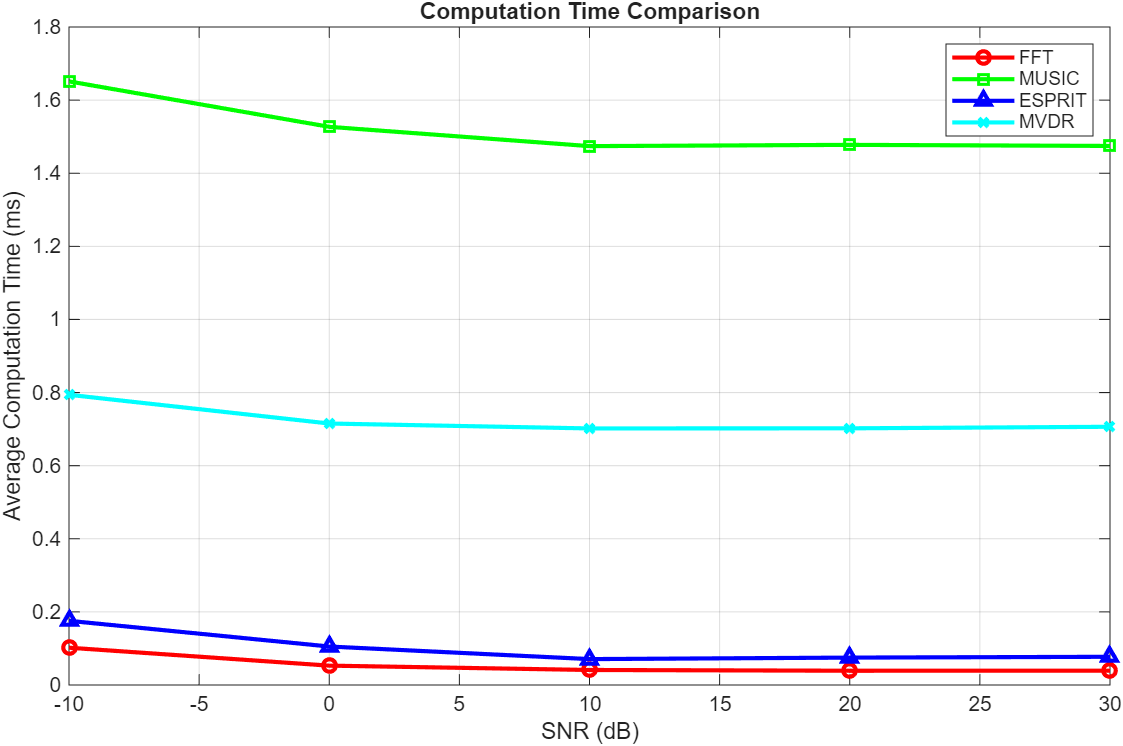 Computation Time Comparison
FFT
MUSIC
ESPRIT
MVDR
Average Computation Time (ms)
1.8
1.6
1.4
1.2
1
0.8
0.6
0.4
0.2
0
-10 -5 0 5 10 15 20 25 30
SNR (dB)